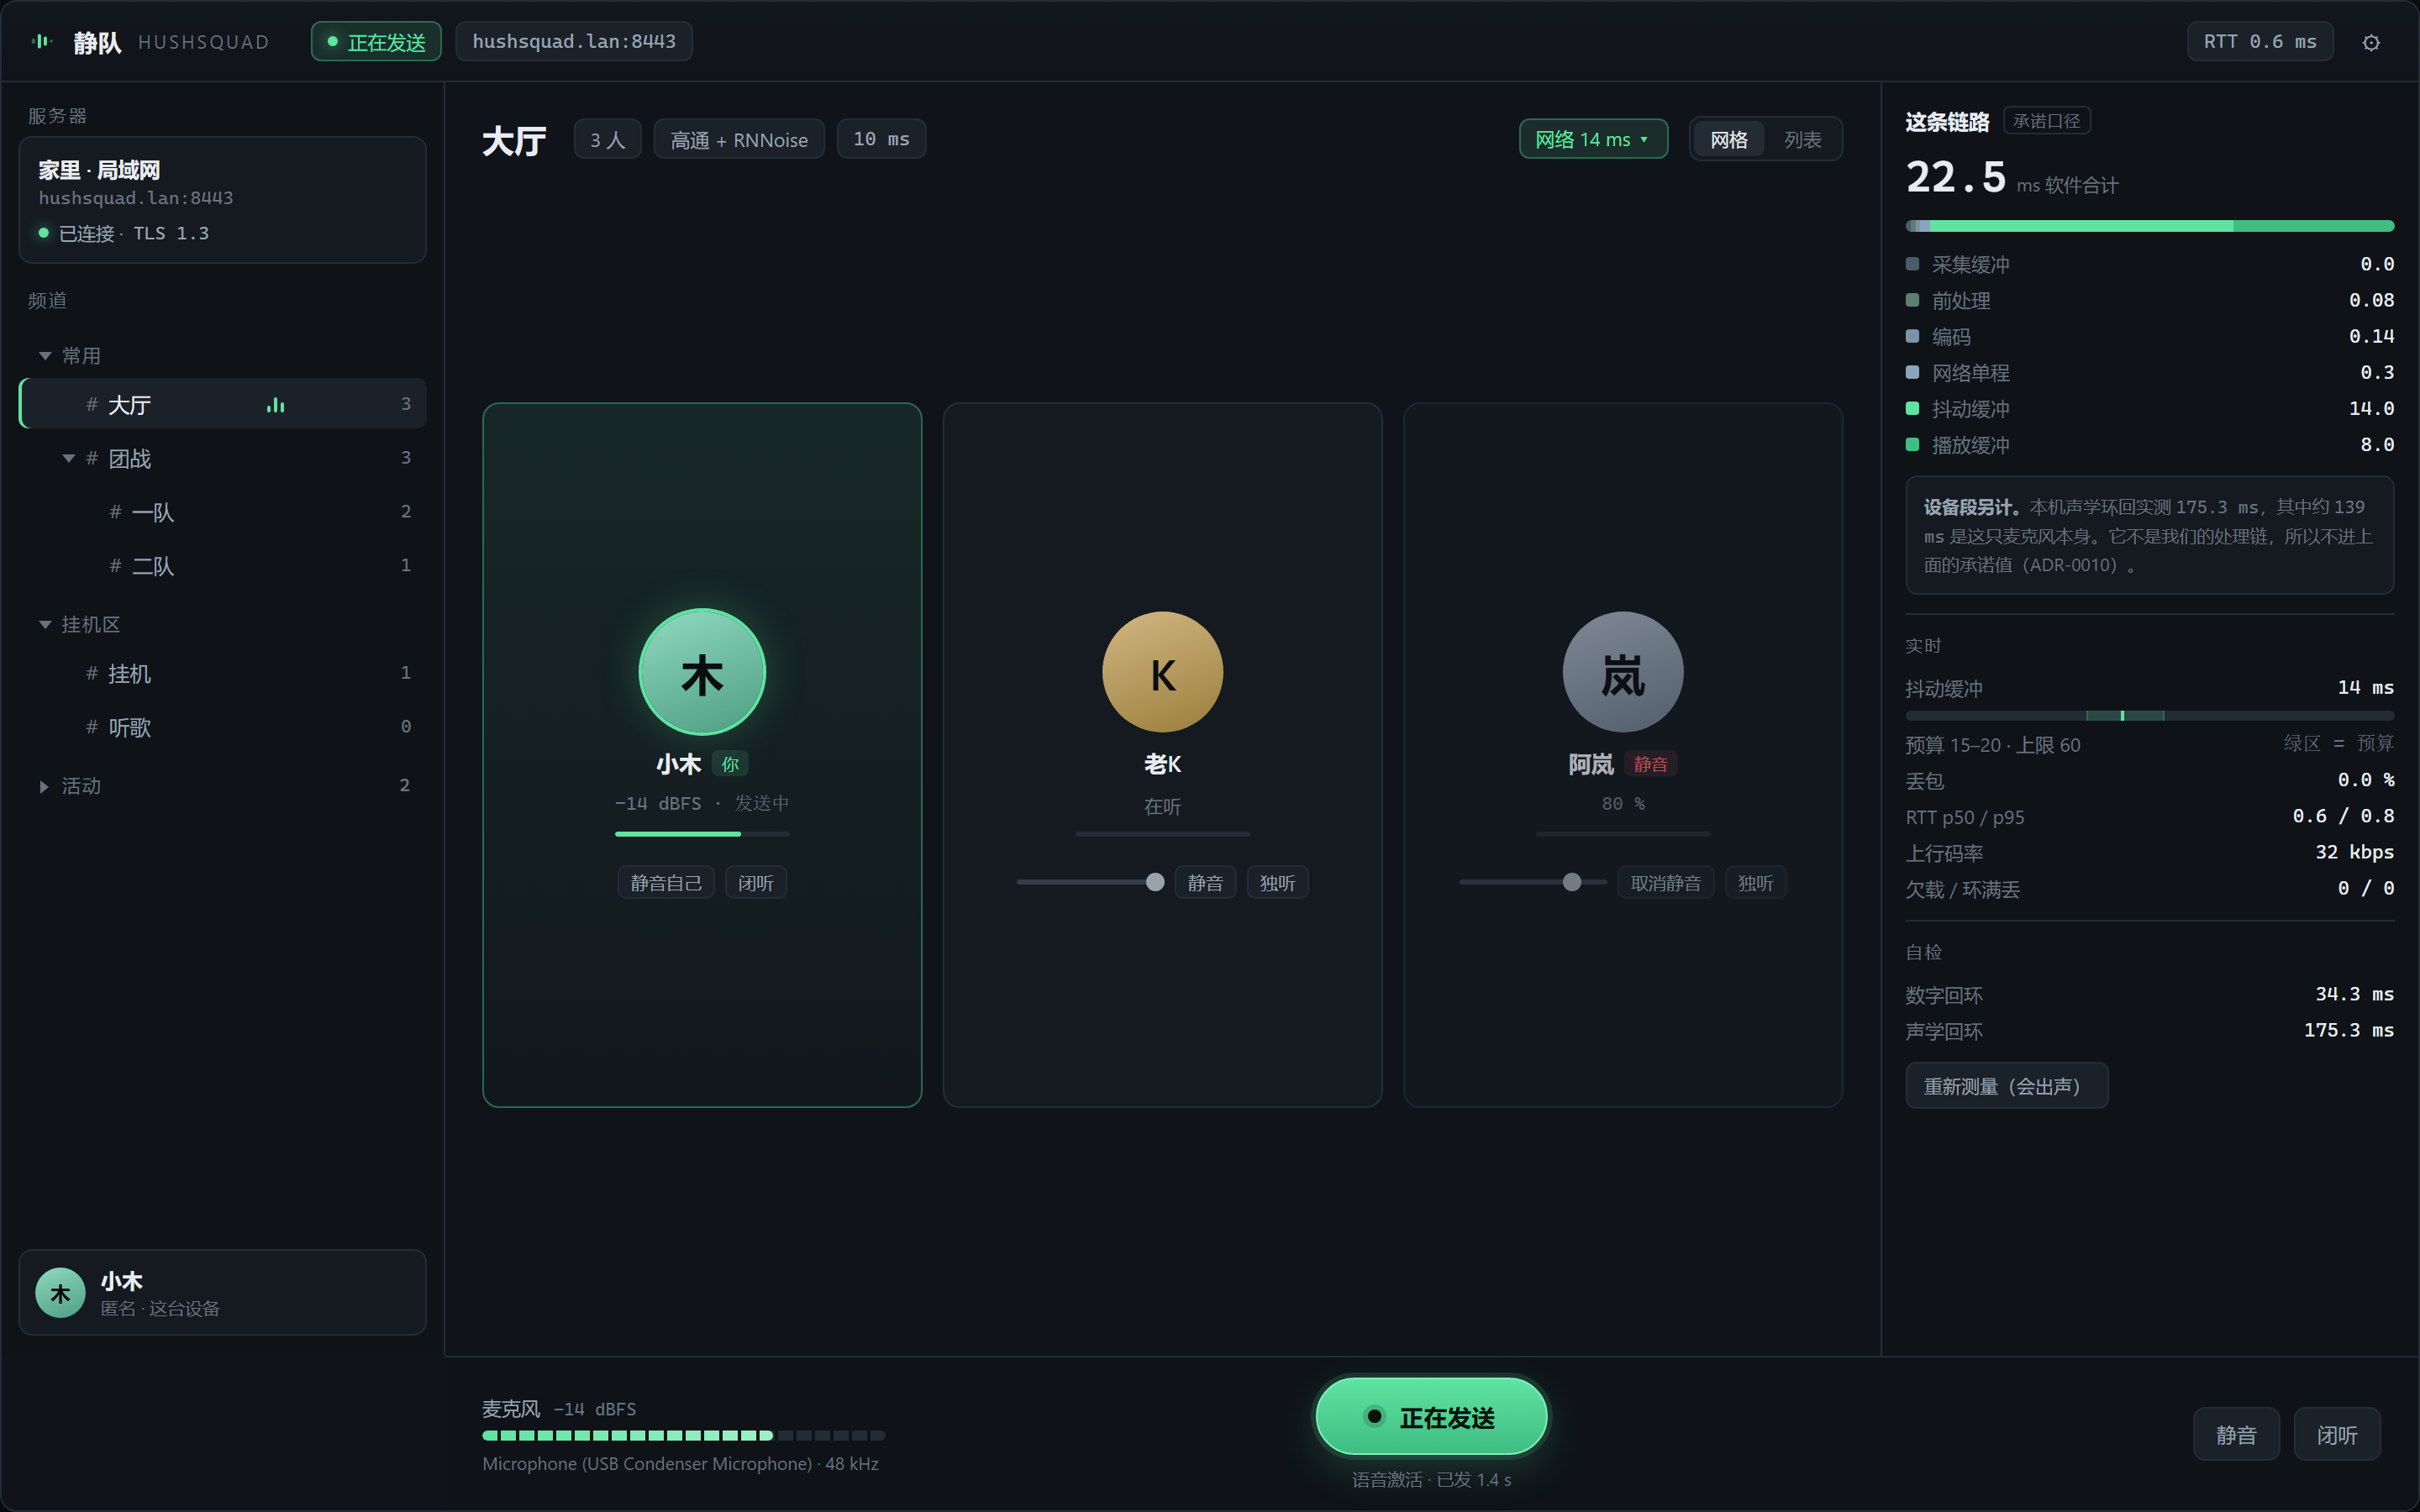 静队 HUSHSQUAD 正在发送 hushsquad.lan:8443 RTT 0.6 ms
服务器
家里 · 局域网
hushsquad.lan:8443
已连接 · TLS 1.3
频道
常用
# 大厅 3
# 团战 3
# 一队 2
# 二队 1
挂机区
# 挂机 1
# 听歌 0
活动 2
木
小木
匿名 · 这台设备
大厅 3 人 高通 + RNNoise 10 ms 网络 14 ms 网格 列表
木
小木 你
−14 dBFS · 发送中
静音自己 闭听
K
老K
在听
静音 独听
岚
阿岚 静音
80 %
取消静音 独听
这条链路 承诺口径
22.5 ms 软件合计
采集缓冲 0.0
前处理 0.08
编码 0.14
网络单程 0.3
抖动缓冲 14.0
播放缓冲 8.0
设备段另计。本机声学环回实测 175.3 ms，其中约 139
ms 是这只麦克风本身。它不是我们的处理链，所以不进上
面的承诺值（ADR-0010）。
实时
抖动缓冲 14 ms
预算 15–20 · 上限 60 绿区 = 预算
丢包 0.0 %
RTT p50 / p95 0.6 / 0.8
上行码率 32 kbps
欠载 / 环满丢 0 / 0
自检
数字回环 34.3 ms
声学回环 175.3 ms
重新测量（会出声）
麦克风 −14 dBFS
Microphone (USB Condenser Microphone) · 48 kHz
正在发送
语音激活 · 已发 1.4 s
静音 闭听